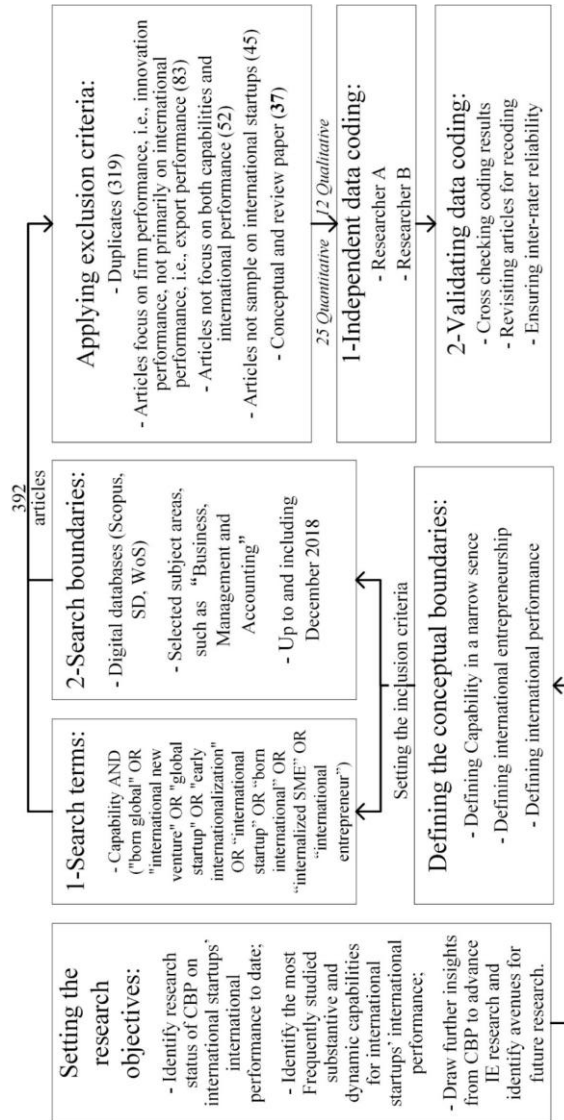 Setting the
research
objectives:
- Identify research
status of CBP on
international startups’
international
performance to date;
- Identify the most
Frequently studied
substantive and
dynamic capabilities
for international
startups’ international
performance;
- Draw further insights
from CBP to advance
IE research and
identify avenues for
future research.
Defining the conceptual boundaries:
- Defining Capability in a narrow sence
- Defining international entrepreneurship
- Defining international performance
Setting the inclusion criteria
1-Search terms:
- Capability AND
("born global" OR
"international new
venture" OR "global
startup" OR "early
internationalization"
OR “international
startup” OR “born
international” OR
“internalized SME” OR
“international
entrepreneur”)
2-Search boundaries:
- Digital databases (Scopus,
SD, WoS)
- Selected subject areas,
such as “Business,
Management and
Accounting”
- Up to and including
December 2018
392
articles
Applying exclusion criteria:
- Duplicates (319)
- Articles focus on firm performance, i.e., innovation
performance, not primarily on international
performance, i.e., export performance (83)
- Articles not focus on both capabilities and
international performance (52)
- Articles not sample on international startups (45)
- Conceptual and review paper (37)
25 Quantitative 12 Qualitative
1-Independent data coding:
- Researcher A
- Researcher B
2-Validating data coding:
- Cross checking coding results
- Revisiting articles for recoding
- Ensuring inter-rater reliability